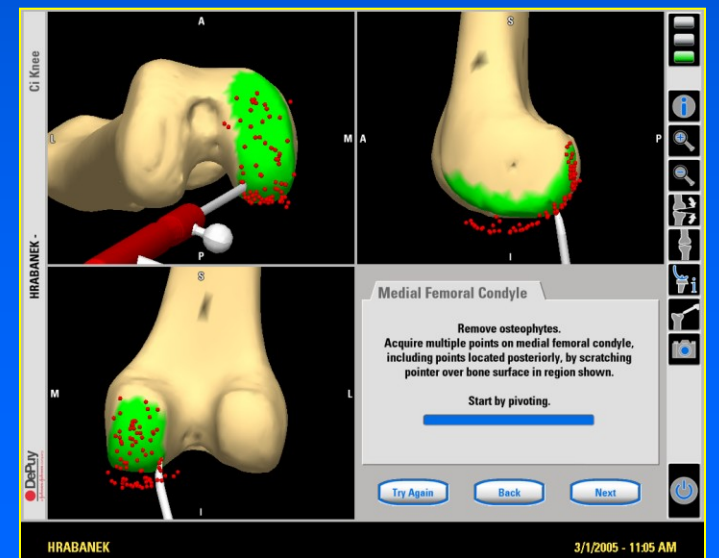 Ci Knee
HRABANEK -
DePuy
A
L
M
P
S
A
P
I
S
M
L
I
Medial Femoral Condyle
Remove osteophytes.
Acquire multiple points on medial femoral condyle,
including points located posteriorly, by scratching
pointer over bone surface in region shown.
Start by pivoting.
Try Again
Back
Next
i
i
HRABANEK
3/1/2005 - 11:05 AM